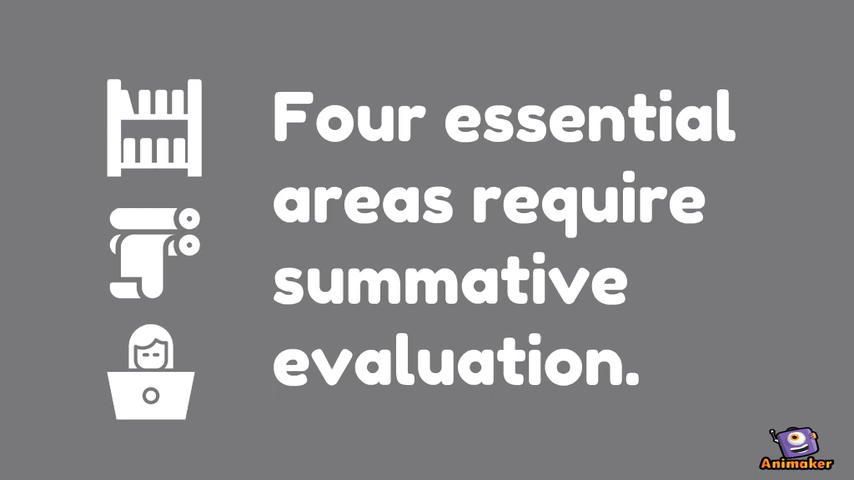 Four essential
areas require
summative
evaluation.
Animaker